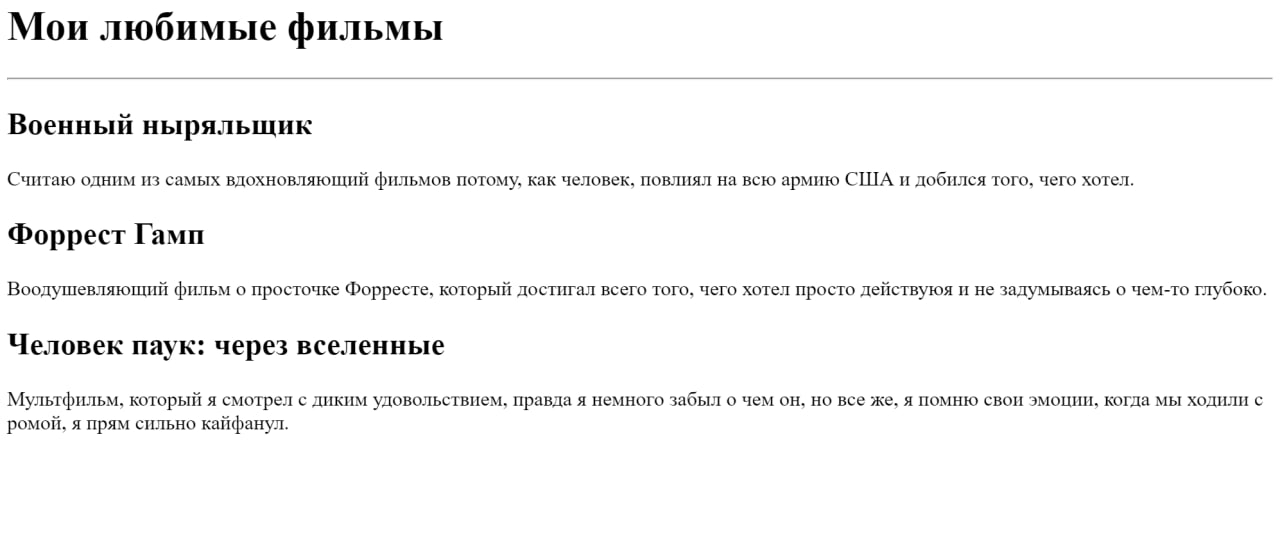 Мои любимые фильмы
Военный ныряльщик
Считаю одним из самых вдохновляющий фильмов потому, как человек, повлиял на всю армию США и добился того, чего хотел.
Форрест Гамп
Воодушевляющий фильм о просточке Форресте, который достигал всего того, чего хотел просто действуюя и не задумываясь о чем-то глубоко.
Человек паук: через вселенные
Мультфильм, который я смотрел с диким удовольствием, правда я немного забыл о чем он, но все же, я помню свои эмоции, когда мы ходили с
ромой, я прям сильно кайфанул.